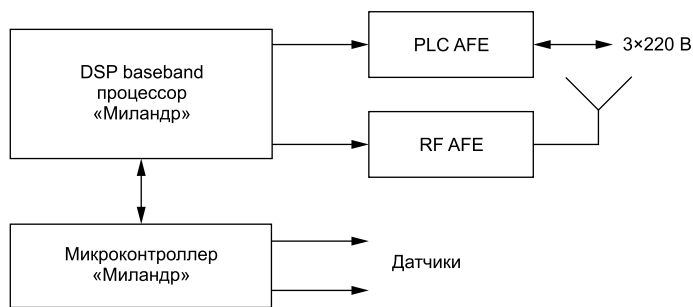 DSP baseband
процессор
«Миландр»
PLC AFE
3×220 В
RF AFE
Микроконтроллер
«Миландр»
Датчики